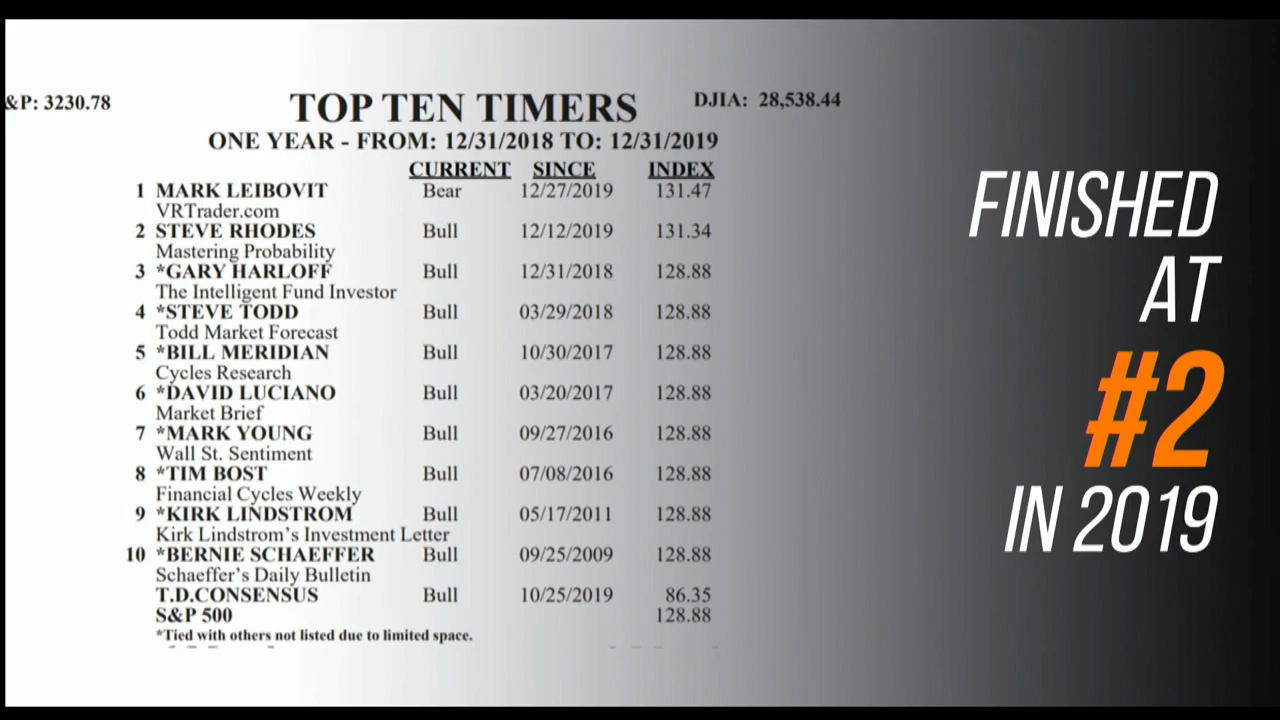 &P: 3230.78
TOP TEN TIMERS
DJIA: 28,538.44
ONE YEAR - FROM: 12/31/2018 TO: 12/31/2019
CURRENT SINCE INDEX
1 MARK LEIBOVIT Bear 12/27/2019 131.47
VRTrader.com
2 STEVE RHODES Bull 12/12/2019 131.34
Mastering Probability
3 *GARY HARLOFF Bull 12/31/2018 128.88
The Intelligent Fund Investor
4 *STEVE TODD Bull 03/29/2018 128.88
Todd Market Forecast
5 *BILL MERIDIAN Bull 10/30/2017 128.88
Cycles Research
6 *DAVID LUCIANO Bull 03/20/2017 128.88
Market Brief
7 *MARK YOUNG Bull 09/27/2016 128.88
Wall St. Sentiment
8 *TIM BOST Bull 07/08/2016 128.88
Financial Cycles Weekly
9 *KIRK LINDSTROM Bull 05/17/2011 128.88
Kirk Lindstrom's Investment Letter
10 *BERNIE SCHAEFFER Bull 09/25/2009 128.88
Schaeffer's Daily Bulletin
T.D.CONSENSUS Bull 10/25/2019 86.35
S&P 500 128.88
*Tied with others not listed due to limited space.
FINISHED
AT
#2
IN 2019